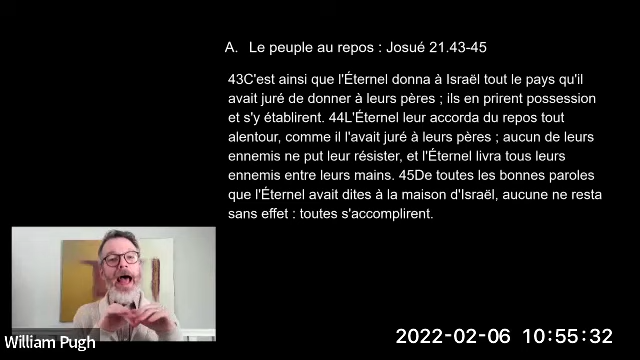 A. Le peuple au repos : Josué 21.43-45
43C'est ainsi que l'Éternel donna à Israël tout le pays qu'il
avait juré de donner à leurs pères ; ils en prirent possession
et s'y établirent. 44L'Éternel leur accorda du repos tout
alentour, comme il l'avait juré à leurs pères ; aucun de leurs
ennemis ne put leur résister, et l'Éternel livra tous leurs
ennemis entre leurs mains. 45De toutes les bonnes paroles
que l'Éternel avait dites à la maison d'Israël, aucune ne resta
sans effet : toutes s'accomplirent.
William Pugh
2022-02-06 10:55:32